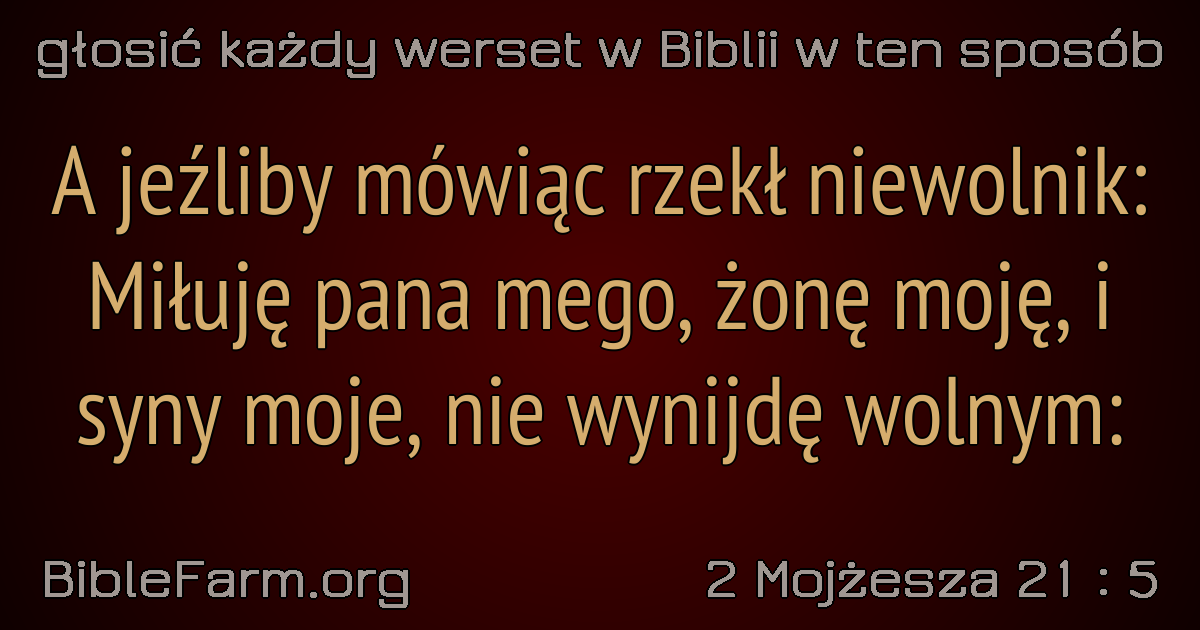 głosić każdy werset w Biblii w ten sposób
A jeźliby mówiąc rzekł niewolnik:
Miłuję pana mego, żonę moję, i
syny moje, nie wynijdę wolnym:
BibleFarm.org
2 Mojżesza 21 : 5